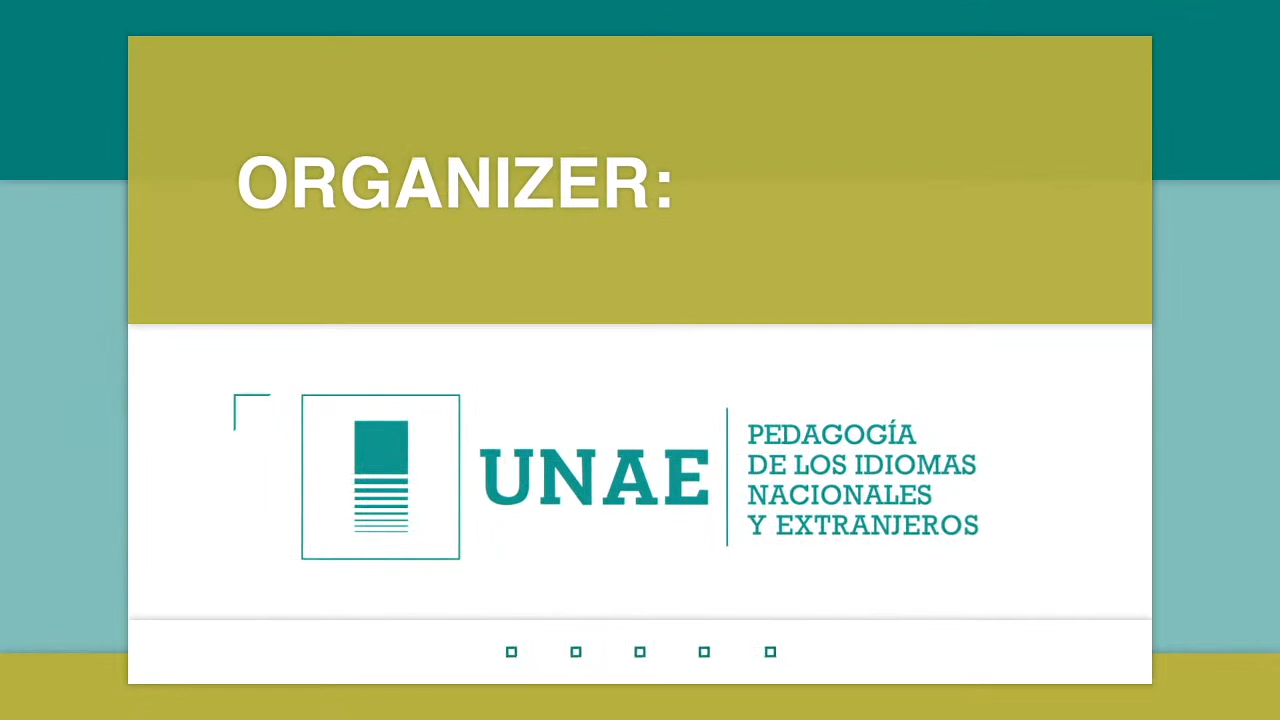 ORGANIZER:
UNAE
PEDAGOGÍA
DE LOS IDIOMAS
NACIONALES
Y EXTRANJEROS